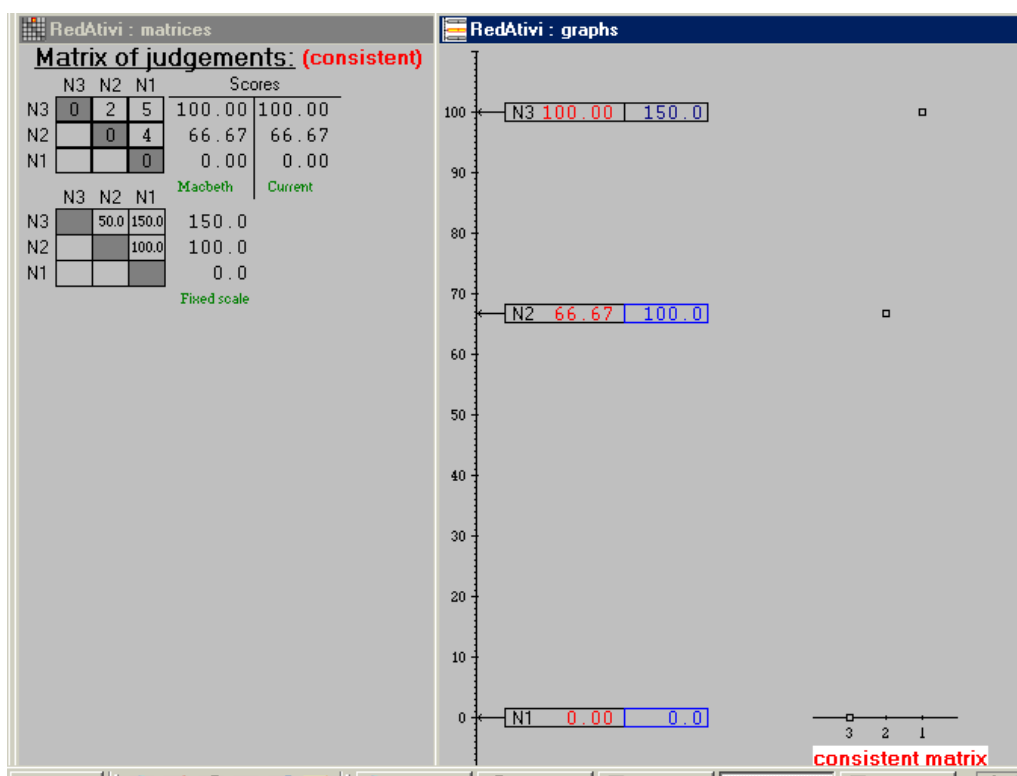 RedAtivi : matrices
Matrix of judgements: (consistent)
N3 N2 N1 Scores
N3 0 2 5 100.00 100.00
N2 0 4 66.67 66.67
N1 0 0.00 0.00
Macbeth Current
N3 N2 N1
N3 50.0 150.0 150.0
N2 100.0 100.0
N1 0.0
Fixed scale
RedAtivi : graphs
100 N3 100.00 150.0
90
80
70
N2 66.67 100.0
60
50
40
30
20
10
0 N1 0.00 0.0
3 2 1
consistent matrix